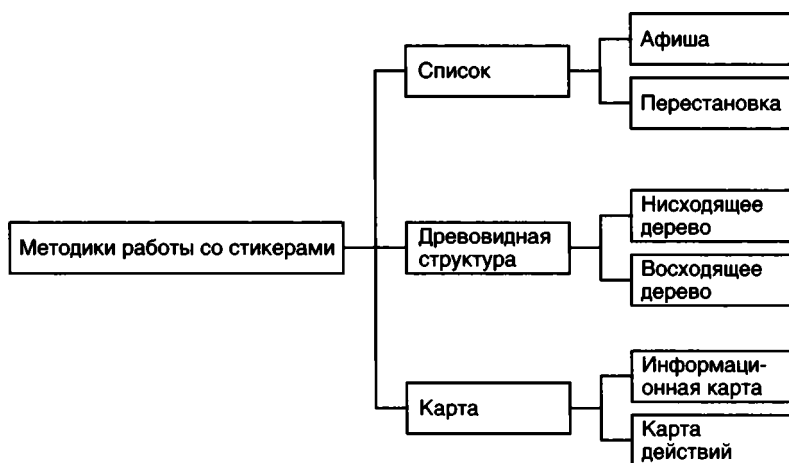 Методики работы со стикерами
Список
Афиша
Перестановка
Древовидная
структура
Нисходящее
дерево
Восходящее
дерево
Карта
Информаци-
онная карта
Карта
действий